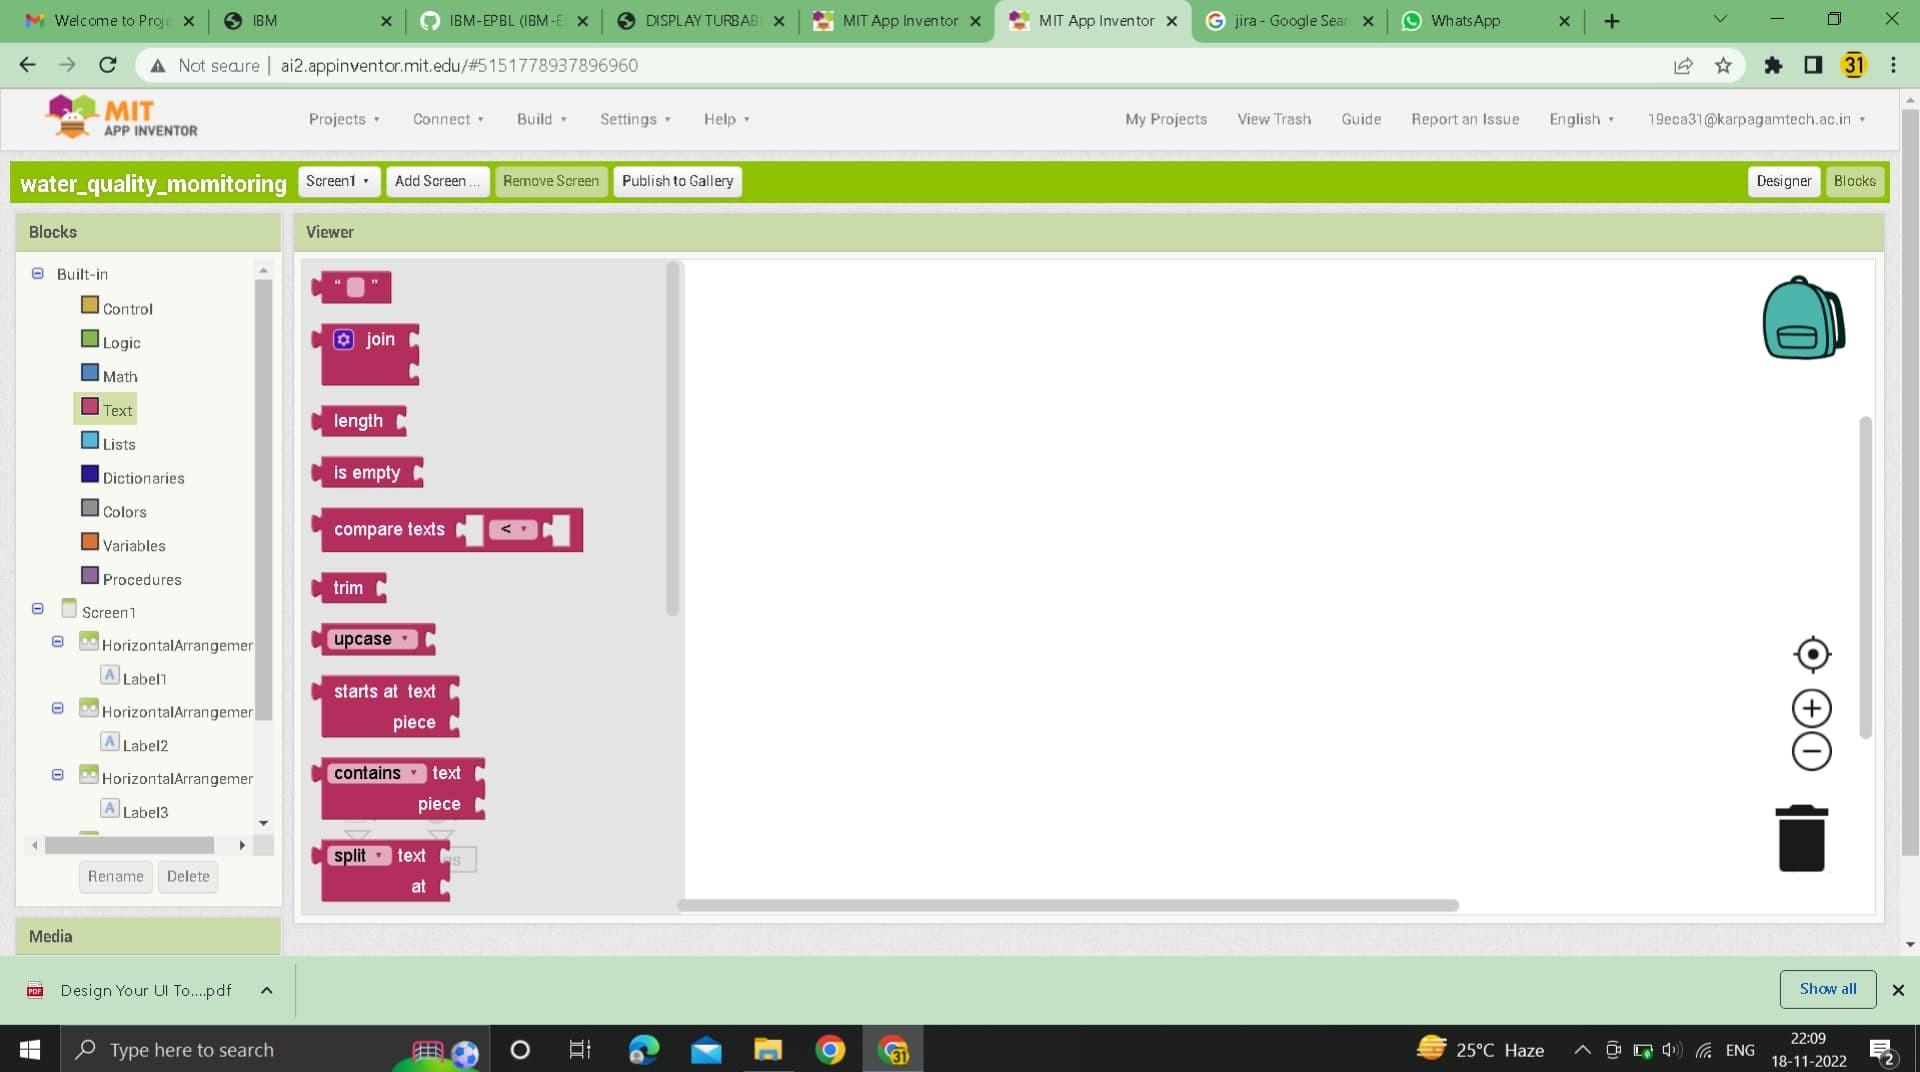 Welcome to Proje
IBM
IBM-EPBL (IBM-E
DISPLAY TURBAB
MIT App Inventor
MIT App Inventor
jira - Google Sear
WhatsApp
Not secure
ai2.appinventor.mit.edu/#5151778937896960
31
MIT
APP INVENTOR
Projects
Connect
Build
Settings
Help
My Projects
View Trash
Guide
Report an Issue
English
19eca31@karpagamtech.ac.in
water_quality_momitoring
Screen1
Add Screen ...
Remove Screen
Publish to Gallery
Designer
Blocks
Blocks
Built-in
Control
Logic
Math
Text
Lists
Dictionaries
Colors
Variables
Procedures
Screen1
HorizontalArrangemer
Label1
HorizontalArrangemer
Label2
HorizontalArrangemer
Label3
Rename
Delete
Media
Viewer
“ ”
join
length
is empty
compare texts <
trim
upcase
starts at text
piece
contains text
piece
split text
at
gs
Design Your UI To....pdf
Show all
Type here to search
31
25°C Haze
ENG
22:09
18-11-2022
2